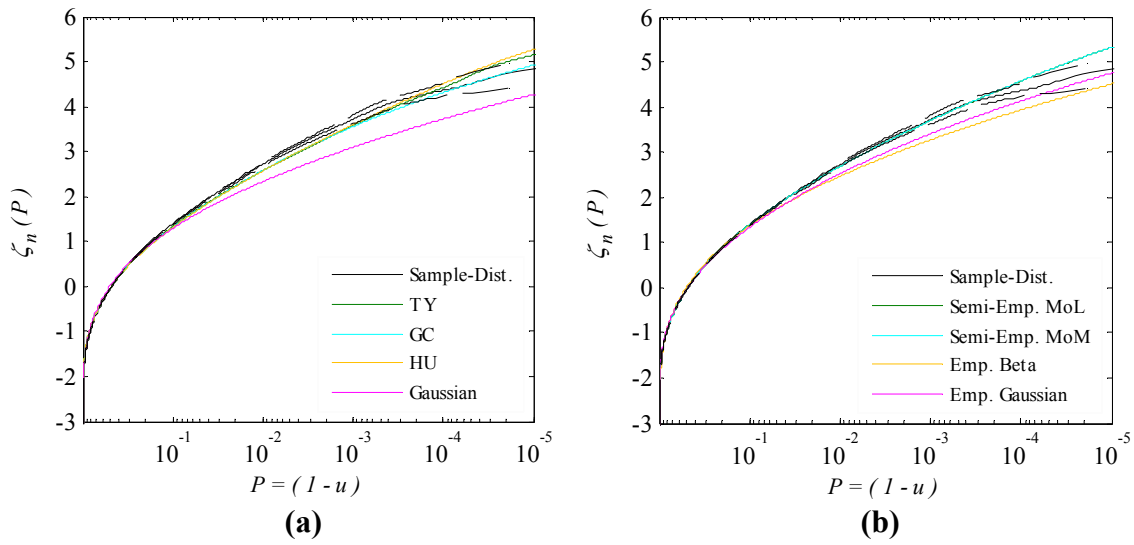 6
5
4
3
2
1
0
-1
-2
-3
ζn (P)
Sample-Dist.
TY
GC
HU
Gaussian
10-1
10-2
10-3
10-4
10-5
P = ( 1 - u )
(a)
6
5
4
3
2
1
0
-1
-2
-3
ζn (P)
Sample-Dist.
Semi-Emp. MoL
Semi-Emp. MoM
Emp. Beta
Emp. Gaussian
10-1
10-2
10-3
10-4
10-5
P = ( 1 - u )
(b)